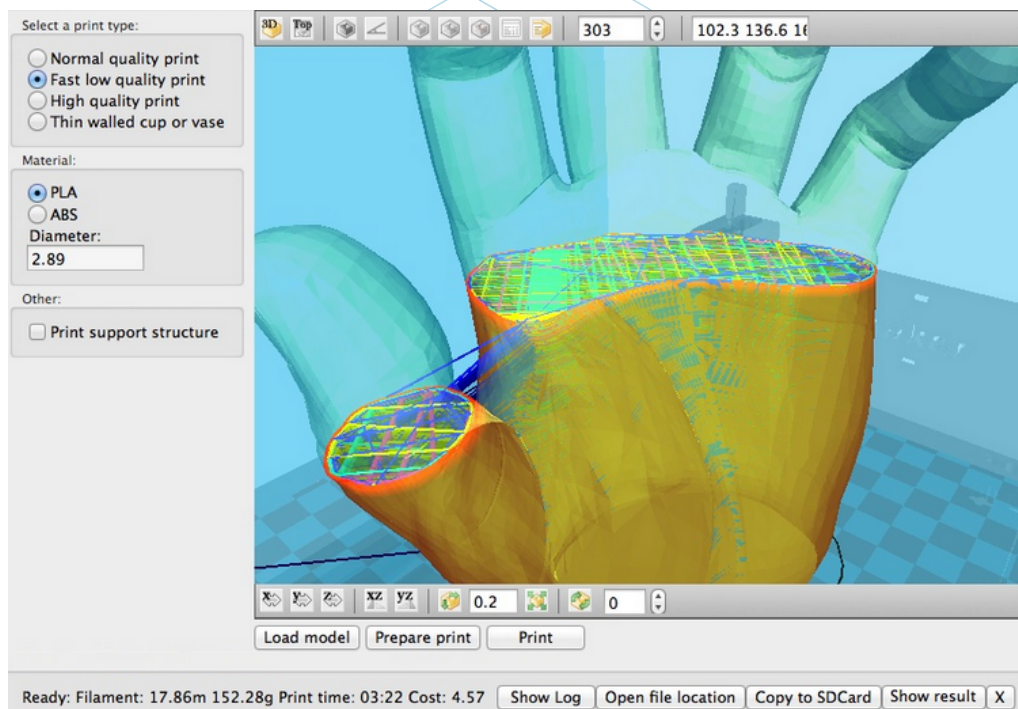 Select a print type:
Normal quality print
Fast low quality print
High quality print
Thin walled cup or vase
Material:
PLA
ABS
Diameter:
2.89
Other:
Print support structure
3D Top 303 102.3 136.6 16
x y z xz yz 0.2 0
Load model Prepare print Print
Ready: Filament: 17.86m 152.28g Print time: 03:22 Cost: 4.57 Show Log Open file location Copy to SDCard Show result X